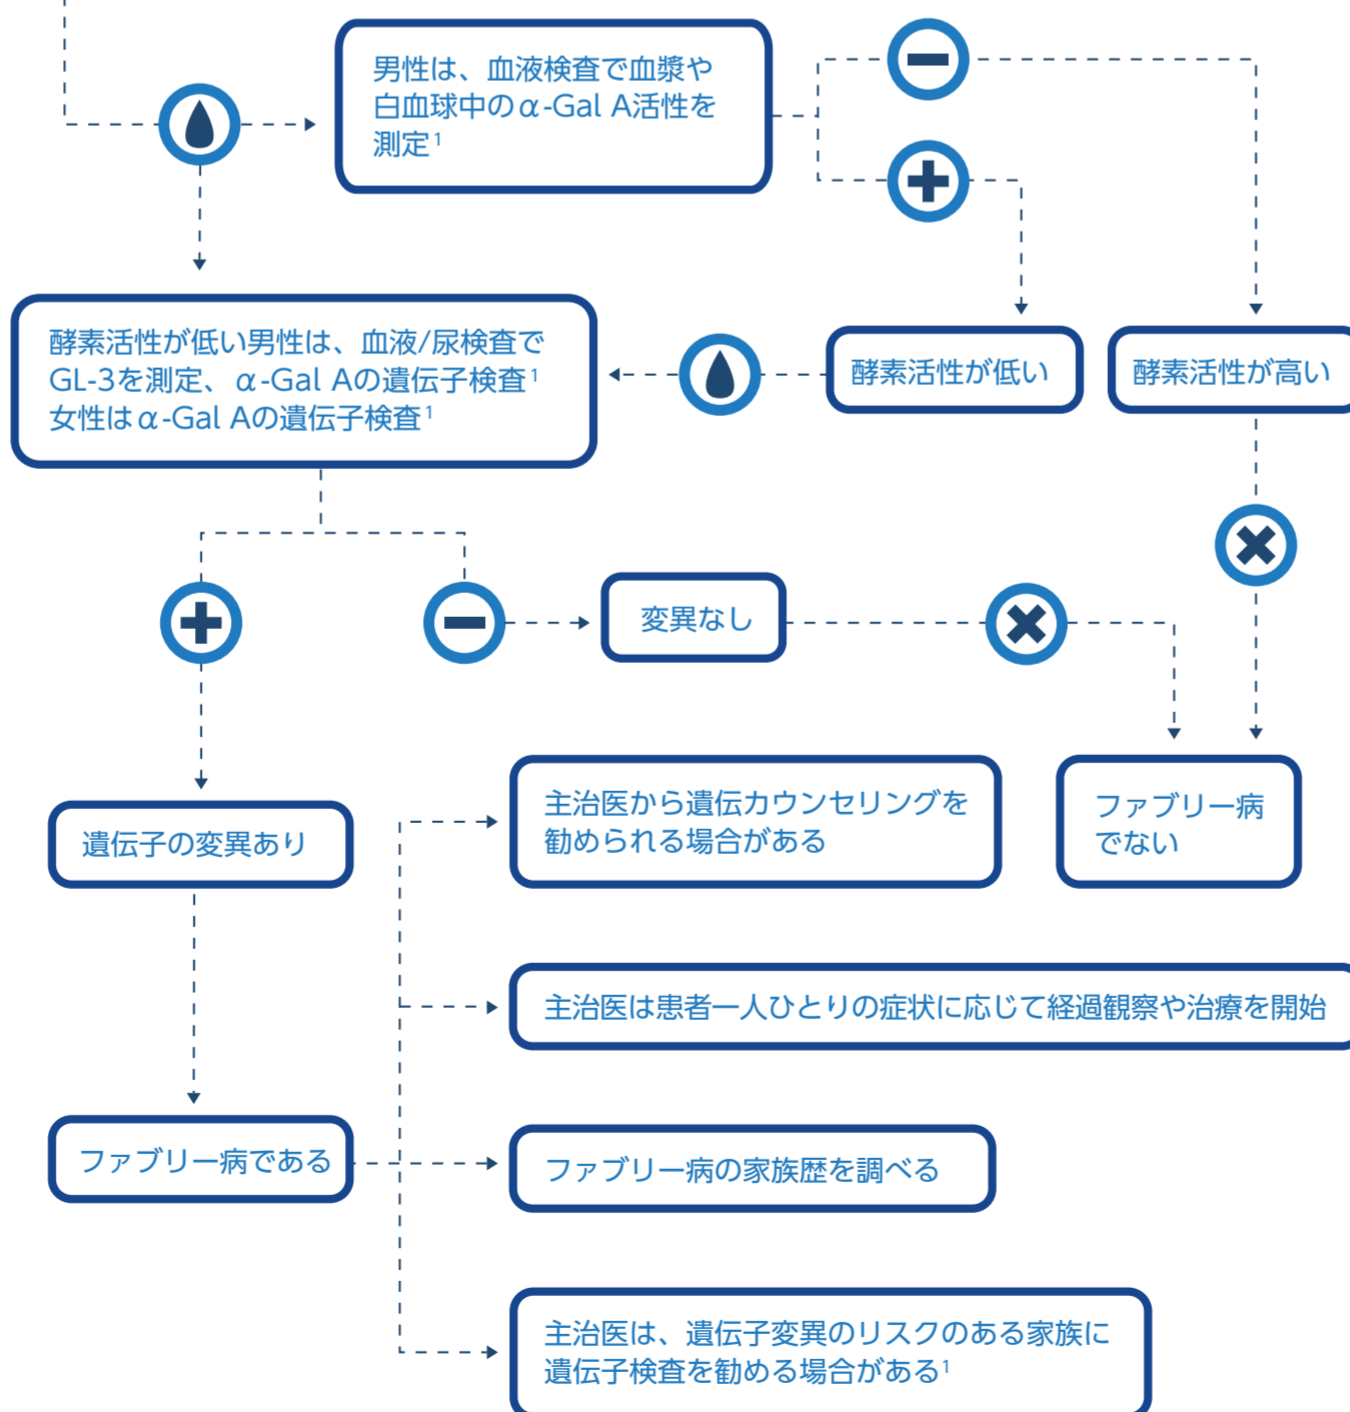 男性は、血液検査で血漿や
白血球中のα-Gal A活性を
測定1
酵素活性が低い男性は、血液/尿検査で
GL-3を測定、α-Gal Aの遺伝子検査1
女性はα-Gal Aの遺伝子検査1
酵素活性が低い
酵素活性が高い
変異なし
遺伝子の変異あり
主治医から遺伝カウンセリングを
勧められる場合がある
ファブリー病
でない
主治医は患者一人ひとりの症状に応じて経過観察や治療を開始
ファブリー病である
ファブリー病の家族歴を調べる
主治医は、遺伝子変異のリスクのある家族に
遺伝子検査を勧める場合がある1